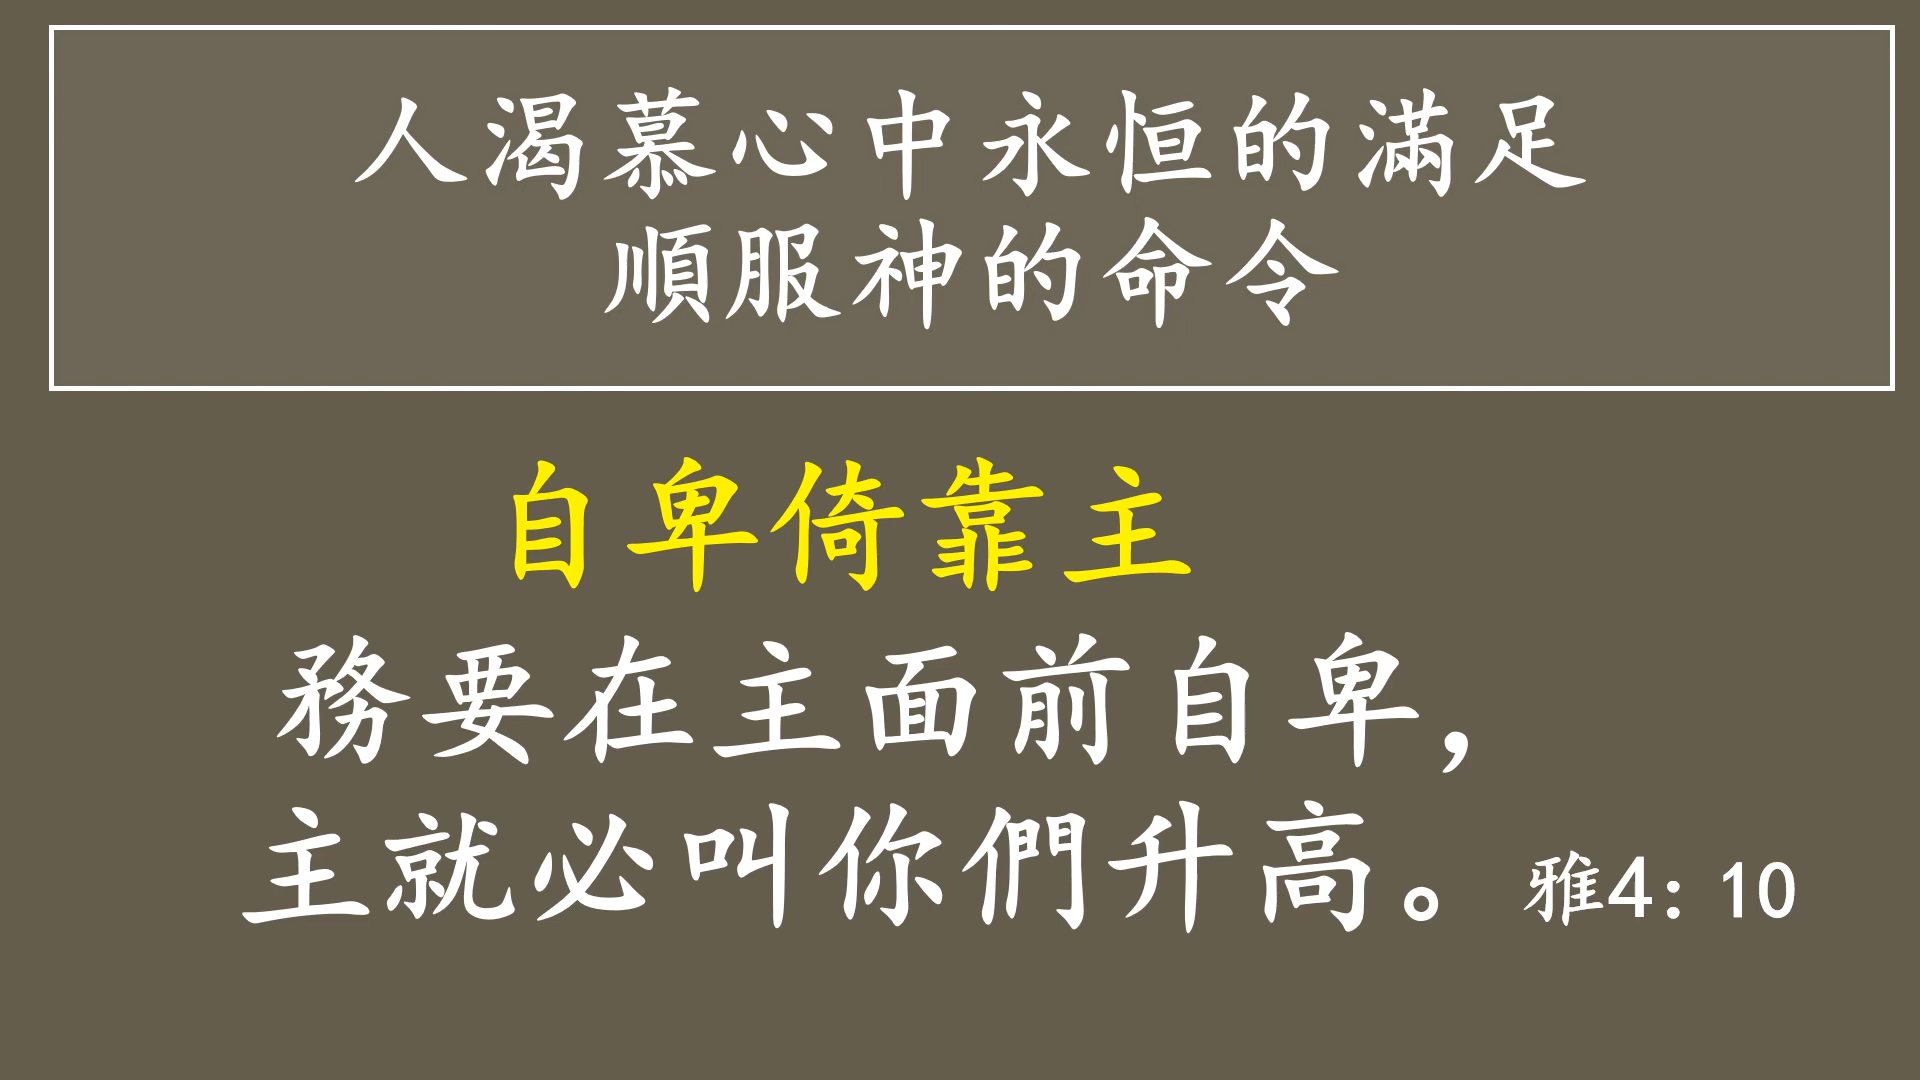 人渴慕心中永恒的滿足
順服神的命令
自卑倚靠主
務要在主面前自卑，
主就必叫你們升高。雅4：10